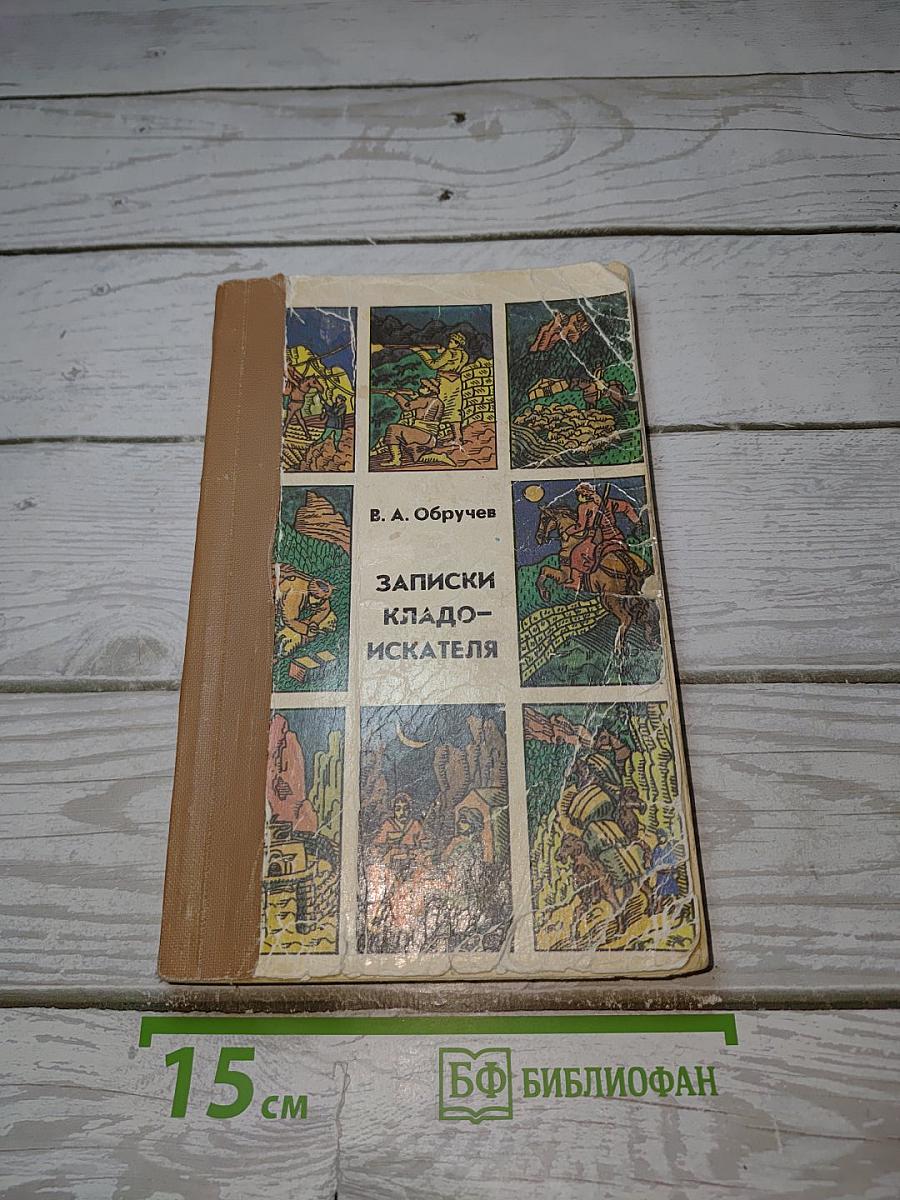 В. А. Обручев
ЗАПИСКИ
КЛАДО-
ИСКАТЕЛЯ
15 см
БФ БИБЛИОФАН